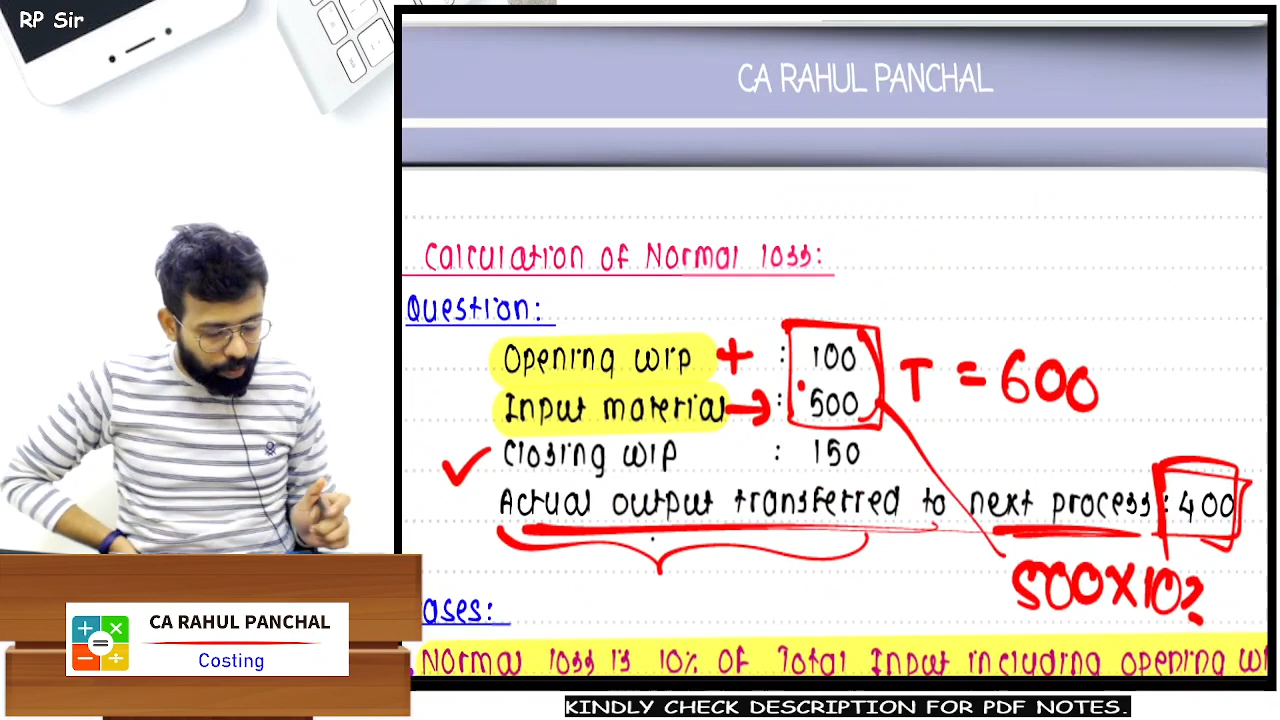 RP Sir
CA RAHUL PANCHAL
Calculation of Normal loss:
Question:
Opening WIP + : 100
T = 600
Input material : 500
Closing WIP : 150
Actual output transferred to next process : 400
500 × 10%
ases:
Normal loss is 10% OF Total Input including opening WI
CA RAHUL PANCHAL
Costing
KINDLY CHECK DESCRIPTION FOR PDF NOTES.